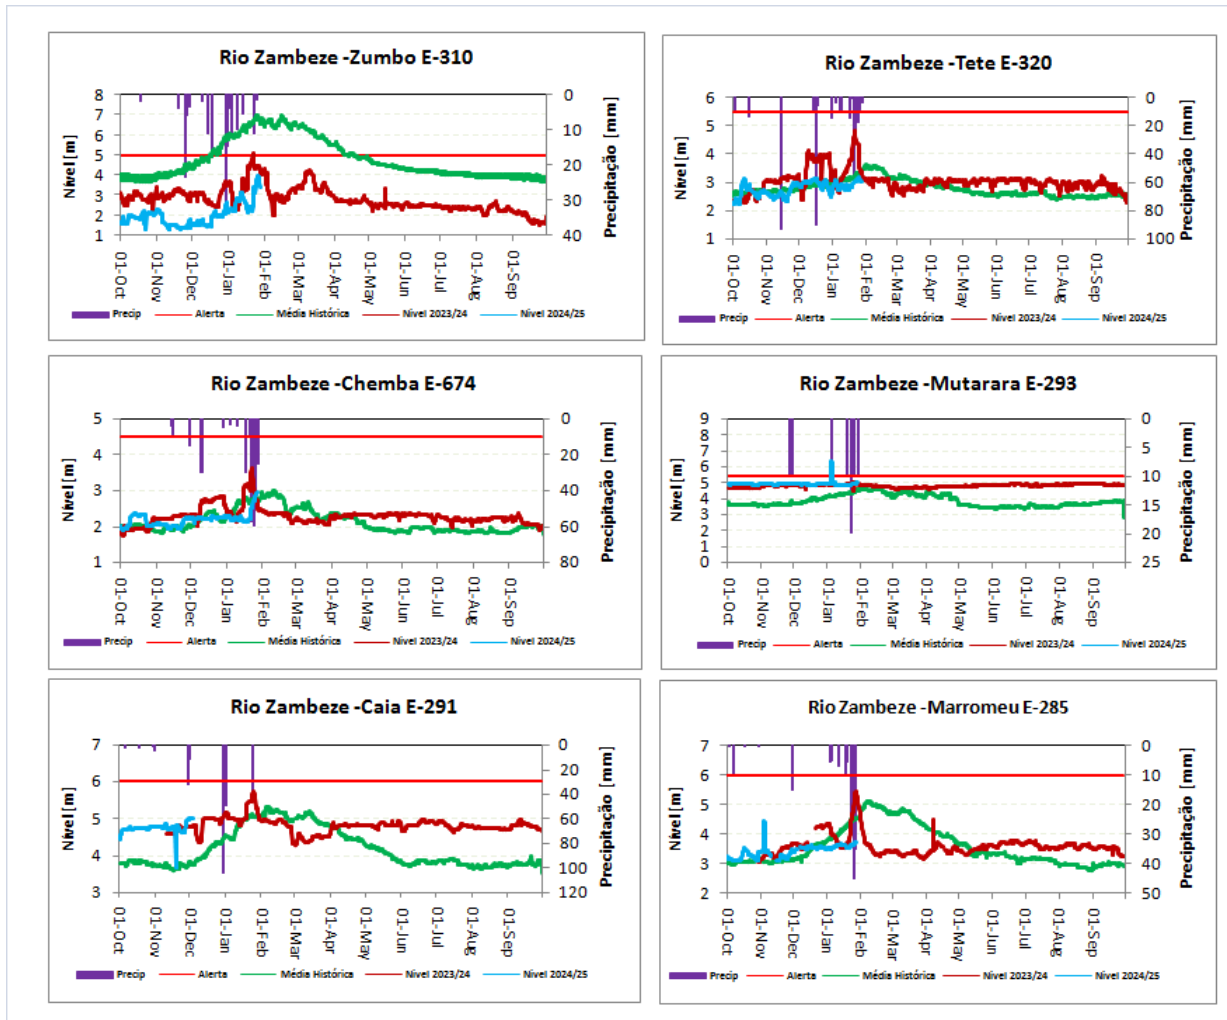 Rio Zambeze -Zumbo E-310
8
7
6
5
4
3
2
1
Nível [m]
0
10
20
30
40
Precipitação [mm]
01-Oct
01-Nov
01-Dec
01-Jan
01-Feb
01-Mar
01-Apr
01-May
01-Jun
01-Jul
01-Aug
01-Sep
Precip
Alerta
Média Histórica
Nivel 2023/24
Nivel 2024/25
Rio Zambeze -Tete E-320
6
5
4
3
2
1
Nível [m]
0
20
40
60
80
100
Precipitação [mm]
01-Oct
01-Nov
01-Dec
01-Jan
01-Feb
01-Mar
01-Apr
01-May
01-Jun
01-Jul
01-Aug
01-Sep
Precip
Alerta
Média Histórica
Nivel 2023/24
Nivel 2024/25
Rio Zambeze -Chemba E-674
5
4
3
2
1
Nível [m]
0
20
40
60
80
Precipitação [mm]
01-Oct
01-Nov
01-Dec
01-Jan
01-Feb
01-Mar
01-Apr
01-May
01-Jun
01-Jul
01-Aug
01-Sep
Precip
Alerta
Média Histórica
Nivel 2023/24
Nivel 2024/25
Rio Zambeze -Mutarara E-293
9
8
7
6
5
4
3
2
1
0
Nível [m]
0
5
10
15
20
25
Precipitação [mm]
01-Oct
01-Nov
01-Dec
01-Jan
01-Feb
01-Mar
01-Apr
01-May
01-Jun
01-Jul
01-Aug
01-Sep
Precip
Alerta
Média Histórica
Nivel 2023/24
Nivel 2024/25
Rio Zambeze -Caia E-291
7
6
5
4
3
Nível [m]
0
20
40
60
80
100
120
Precipitação [mm]
01-Oct
01-Nov
01-Dec
01-Jan
01-Feb
01-Mar
01-Apr
01-May
01-Jun
01-Jul
01-Aug
01-Sep
Precip
Alerta
Média Histórica
Nivel 2023/24
Nivel 2024/25
Rio Zambeze -Marromeu E-285
7
6
5
4
3
2
Nível [m]
0
10
20
30
40
50
Precipitação [mm]
01-Oct
01-Nov
01-Dec
01-Jan
01-Feb
01-Mar
01-Apr
01-May
01-Jun
01-Jul
01-Aug
01-Sep
Precip
Alerta
Média Histórica
Nivel 2023/24
Nivel 2024/25